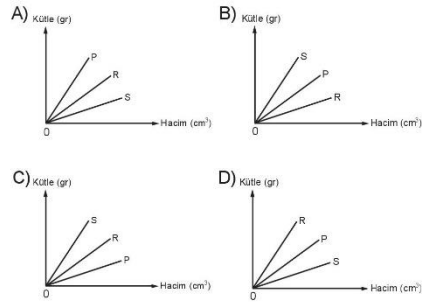 A) Kütle (gr)
P
R
S
0
Hacim (cm³)
B) Kütle (gr)
S
P
R
0
Hacim (cm³)
C) Kütle (gr)
S
R
P
0
Hacim (cm³)
D) Kütle (gr)
R
P
S
0
Hacim (cm³)